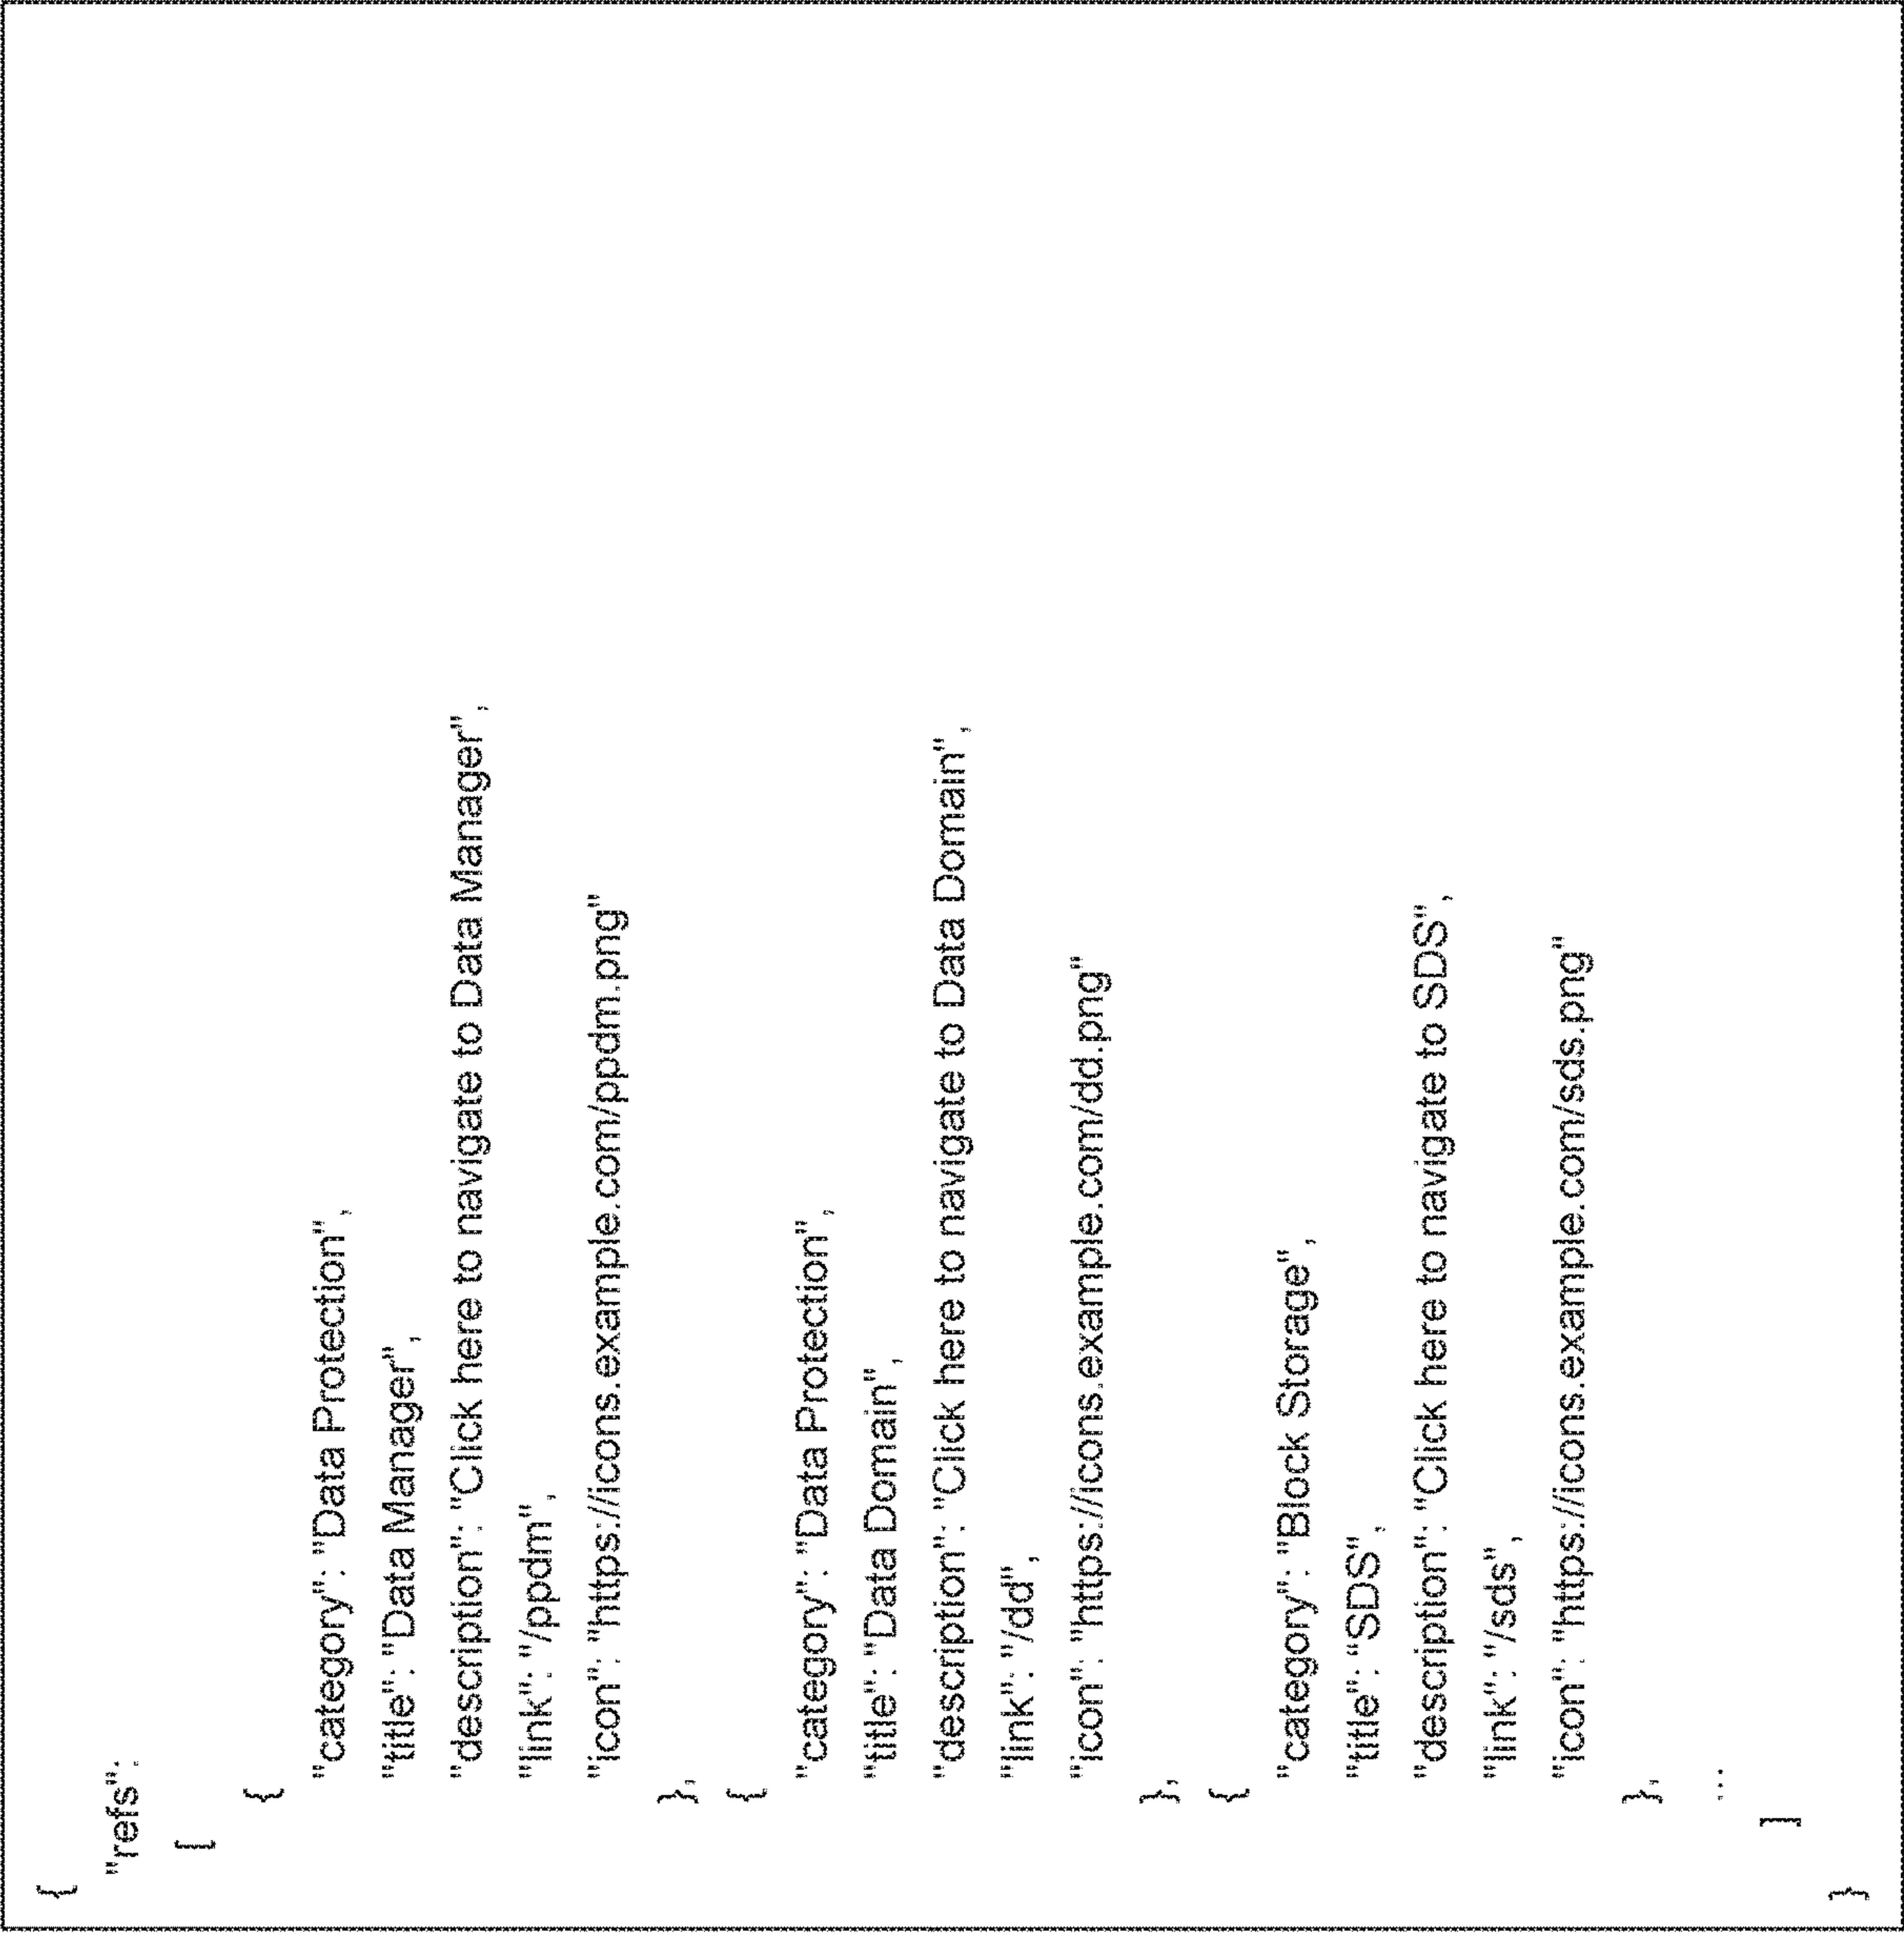 {
"refs":
[
{
"category": "Data Protection",
"title": "Data Manager",
"description": "Click here to navigate to Data Manager",
"link": "/ppdm",
"icon": "https://icons.example.com/ppdm.png"
},
{
"category": "Data Protection",
"title": "Data Domain",
"description": "Click here to navigate to Data Domain",
"link": "/dd",
"icon": "https://icons.example.com/dd.png"
},
{
"category": "Block Storage",
"title": “SDS",
"description": "Click here to navigate to SDS",
"link": "/sds",
"icon": "https://icons.example.com/sds.png"
},
...
]
}